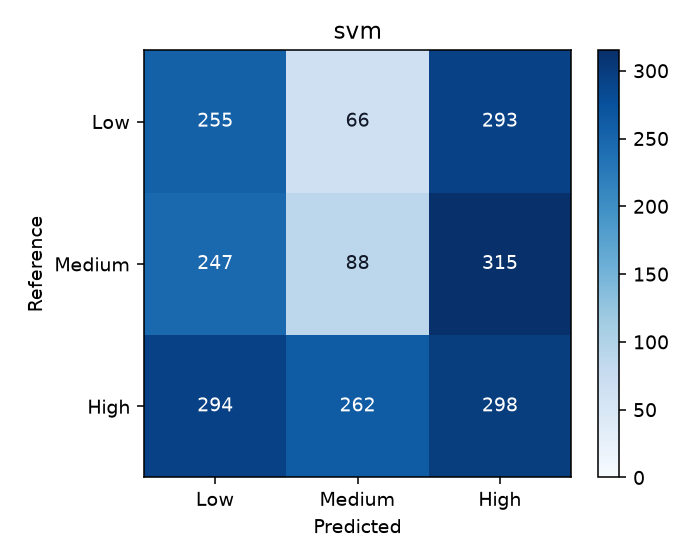 svm
Low 255 66 293
Medium 247 88 315
High 294 262 298
Low Medium High
Predicted
Reference
300
250
200
150
100
50
0